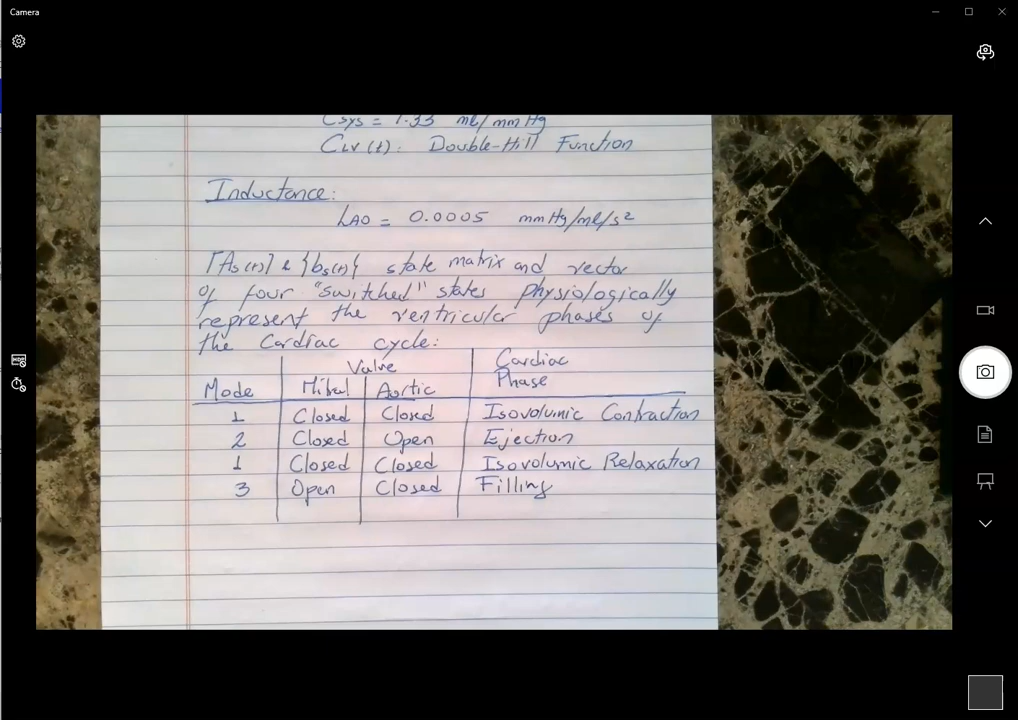 Camera
Csys = 1.33 ml/mmHg
CLV(t): Double-Hill Function
Inductance:
LAO = 0.0005 mmHg/ml/s²
[As(t)] & {bs(t)} state matrix and vector
of four "switched" states physiologically
represent the ventricular phases of
the Cardiac cycle:
Mode Valve Cardiac Phase
Mitral Aortic
1 Closed Closed Isovolumic Contraction
2 Closed Open Ejection
1 Closed Closed Isovolumic Relaxation
3 Open Closed Filling